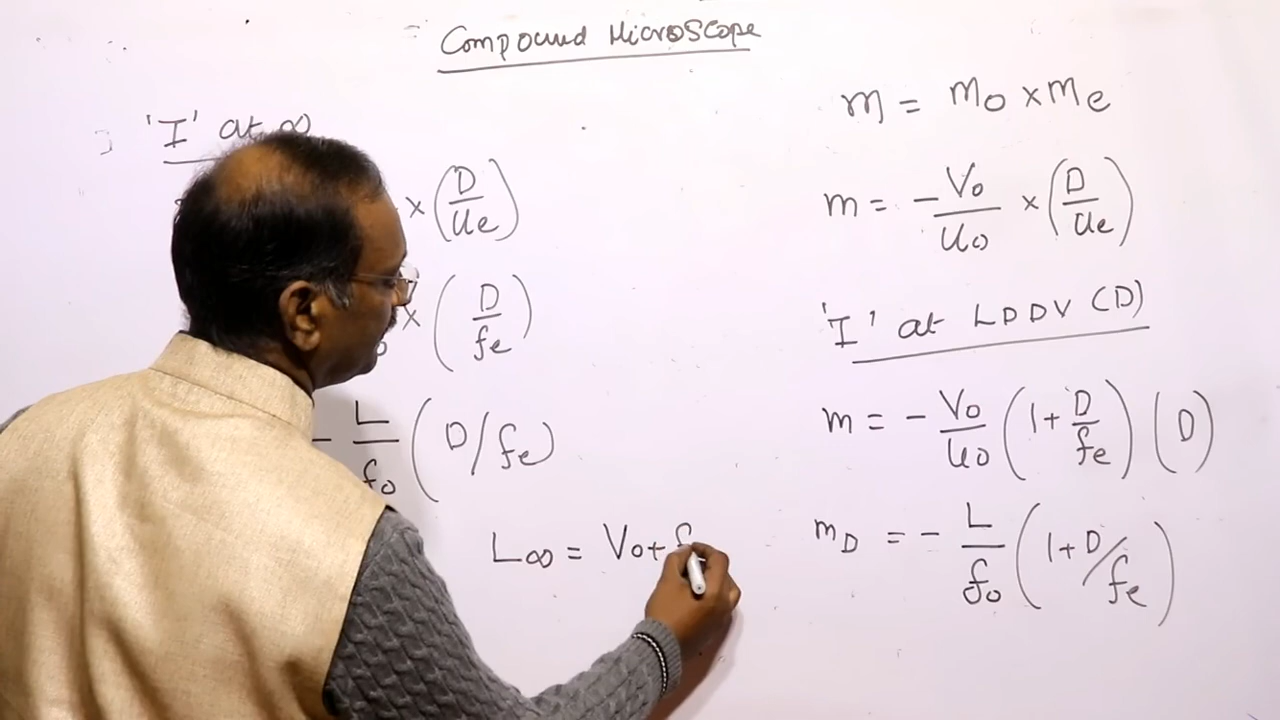 Compound Microscope
'I' at ∞
× (D/ue)
× (D/fe)
- L/fo (D/fe)
L∞ = Vo + f
m = mo × me
m = - Vo/uo × (D/ue)
'I' at LDDV (D)
m = - Vo/uo (1 + D/fe) (D)
mD = - L/fo (1 + D/fe)